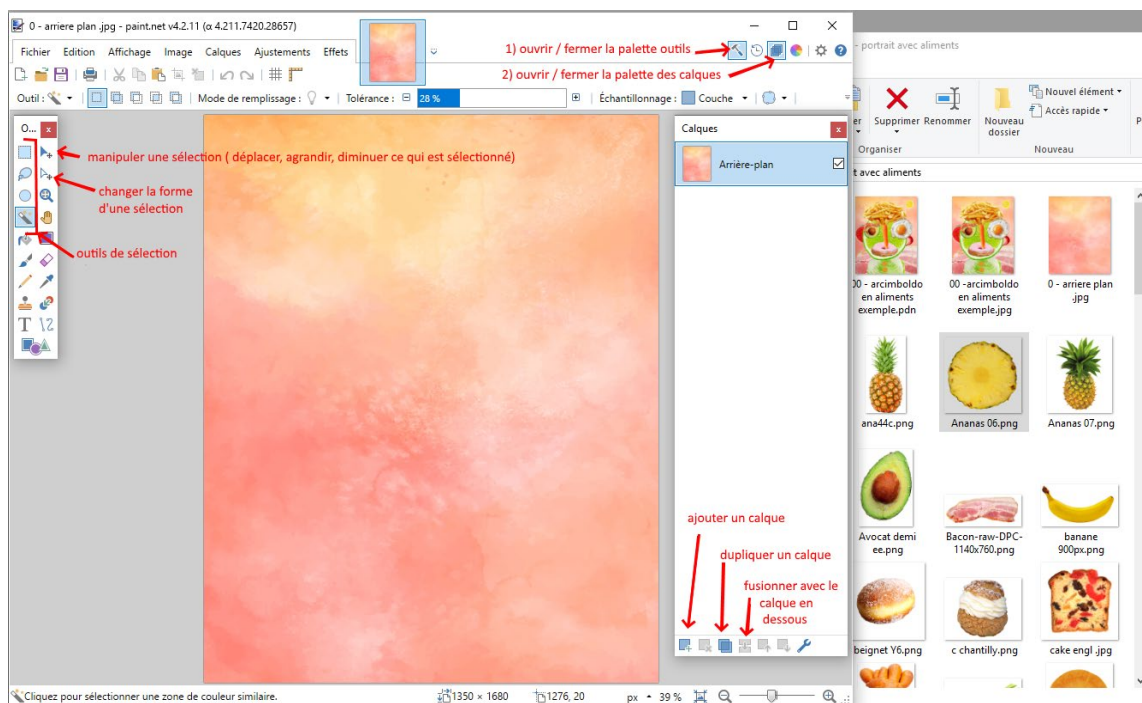 0 - arriere plan .jpg - paint.net v4.2.11 (α 4.211.7420.28657)
Fichier Edition Affichage Image Calques Ajustements Effets
1) ouvrir / fermer la palette outils
2) ouvrir / fermer la palette des calques
Outil : Mode de remplissage : Tolérance : 28 % Échantillonnage : Couche
O...
manipuler une sélection ( déplacer, agrandir, diminuer ce qui est sélectionné)
changer la forme
d'une sélection
outils de sélection
Calques
Arrière-plan
ajouter un calque
dupliquer un calque
fusionner avec le
calque en
dessous
Cliquez pour sélectionner une zone de couleur similaire.
1350 × 1680
1276, 20
px
39 %
- portrait avec aliments
Supprimer Renommer
Nouveau
dossier
Nouvel élément
Accès rapide
Organiser
Nouveau
t avec aliments
00 - arcimboldo
en aliments
exemple.pdn
00 -arcimboldo
en aliments
exemple.jpg
0 - arriere plan
.jpg
ana44c.png
Ananas 06.png
Ananas 07.png
Avocat demi
ee.png
Bacon-raw-DPC-
1140x760.png
banane
900px.png
beignet Y6.png
c chantilly.png
cake engl .jpg